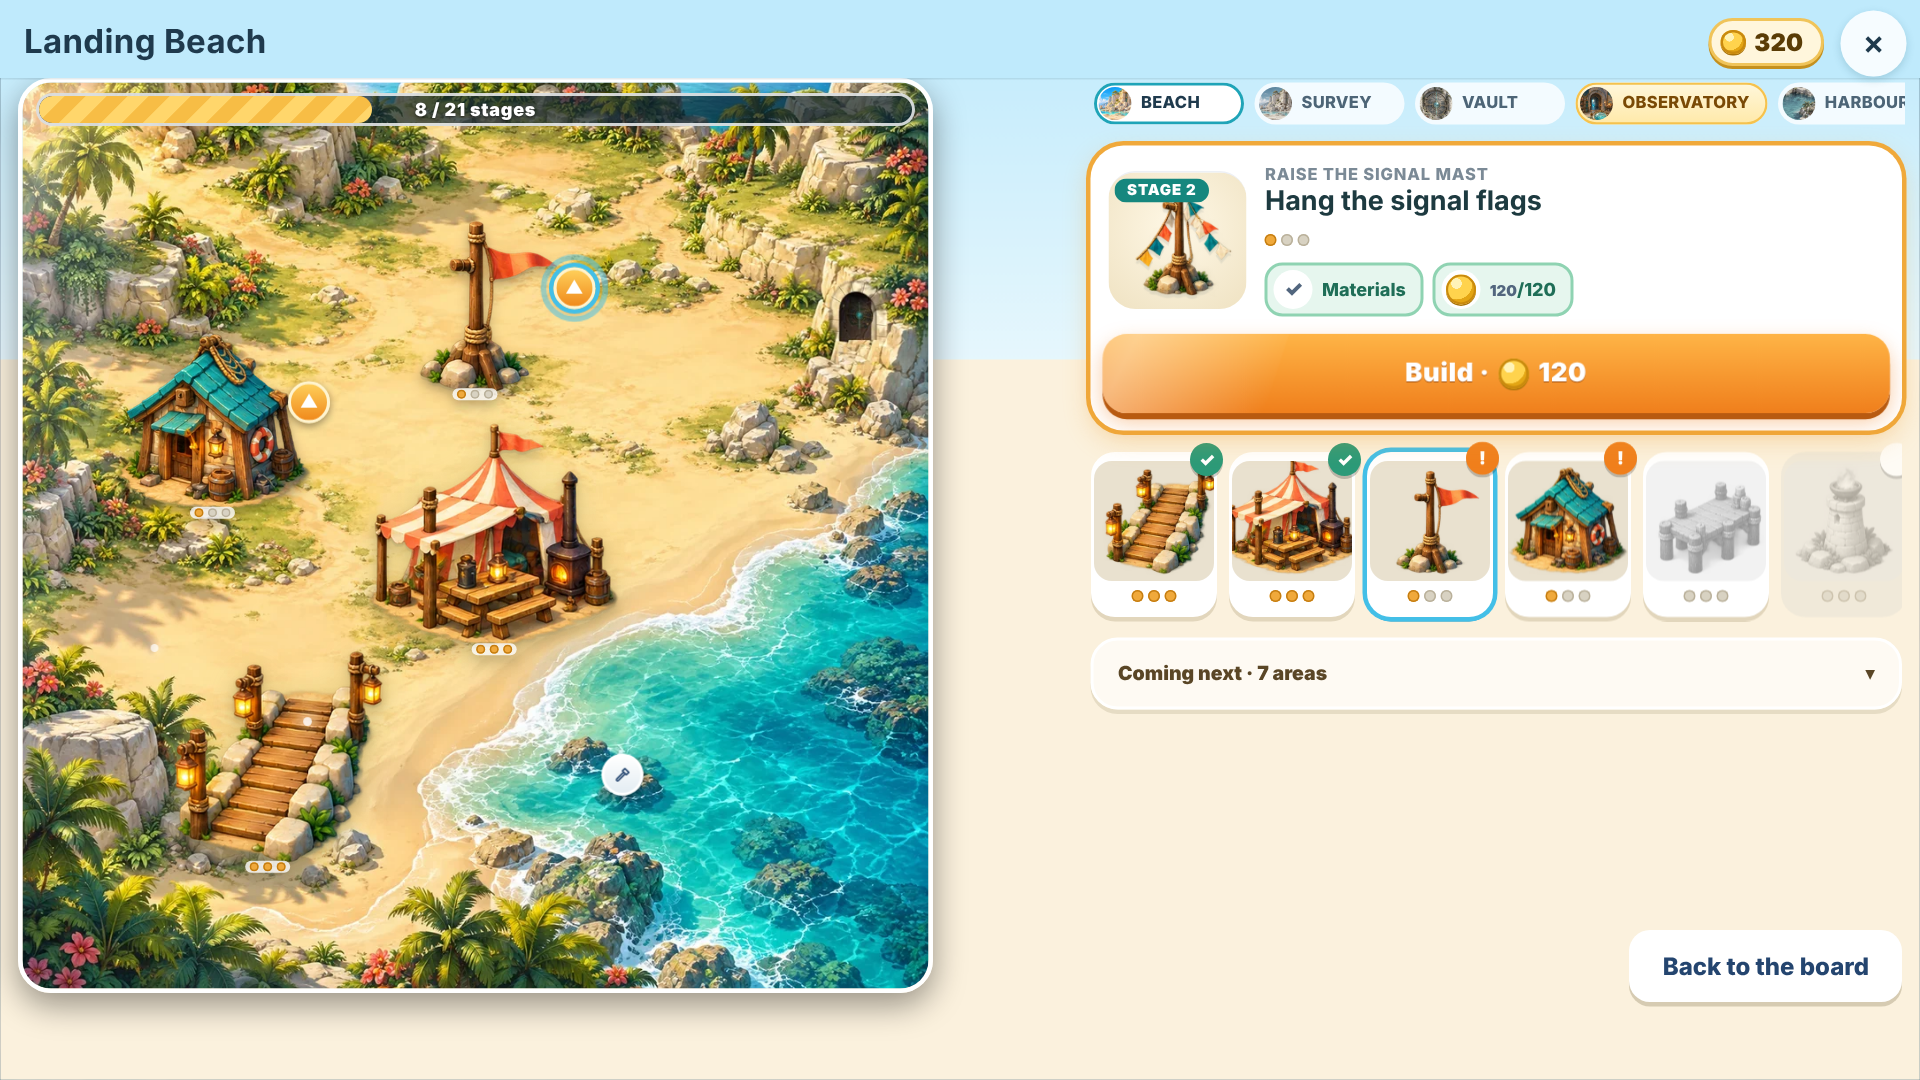 Landing Beach
320
×
8 / 21 stages
BEACH
SURVEY
VAULT
OBSERVATORY
HARBOUR
STAGE 2
RAISE THE SIGNAL MAST
Hang the signal flags
Materials
120/120
Build · 120
!
!
Coming next · 7 areas
Back to the board